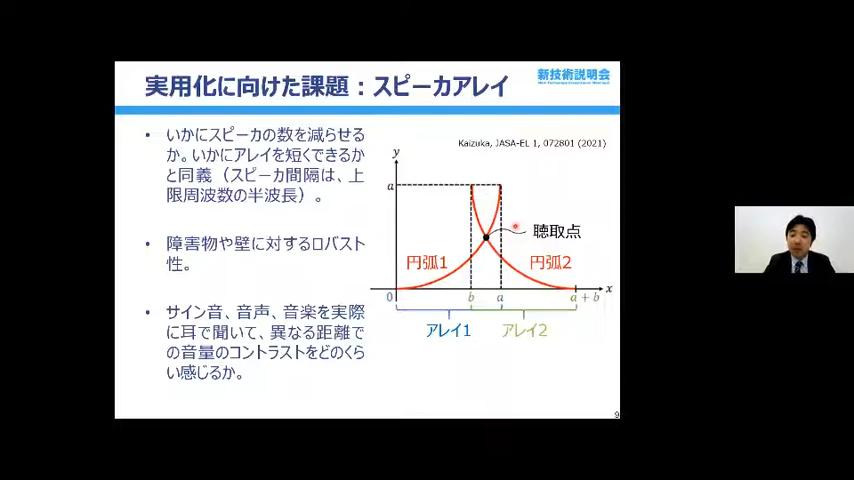 実用化に向けた課題：スピーカアレイ
新技術説明会
• いかにスピーカの数を減らせる
か。いかにアレイを短くできるか
と同義（スピーカ間隔は、上
限周波数の半波長）。
• 障害物や壁に対するロバスト
性。
• サイン音、音声、音楽を実際
に耳で聞いて、異なる距離で
の音量のコントラストをどのくら
い感じるか。
Kaizuka, JASA-EL 1, 072801 (2021)
y
a
聴取点
円弧1
円弧2
x
0
b
a
a + b
アレイ1
アレイ2
9